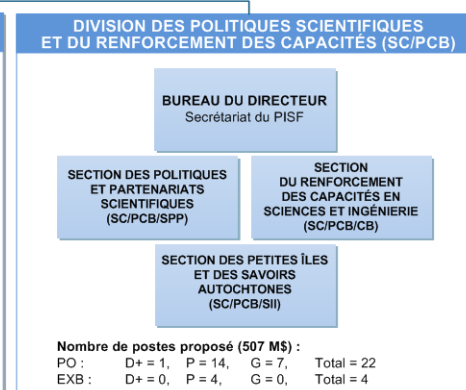 DIVISION DES POLITIQUES SCIENTIFIQUES
ET DU RENFORCEMENT DES CAPACITÉS (SC/PCB)
BUREAU DU DIRECTEUR
Secrétariat du PISF
SECTION DES POLITIQUES
ET PARTENARIATS
SCIENTIFIQUES
(SC/PCB/SPP)
SECTION
DU RENFORCEMENT
DES CAPACITÉS EN
SCIENCES ET INGÉNIERIE
(SC/PCB/CB)
SECTION DES PETITES ÎLES
ET DES SAVOIRS
AUTOCHTONES
(SC/PCB/SII)
Nombre de postes proposé (507 M$) :
PO : D+ = 1, P = 14, G = 7, Total = 22
EXB : D+ = 0, P = 4, G = 0, Total = 4